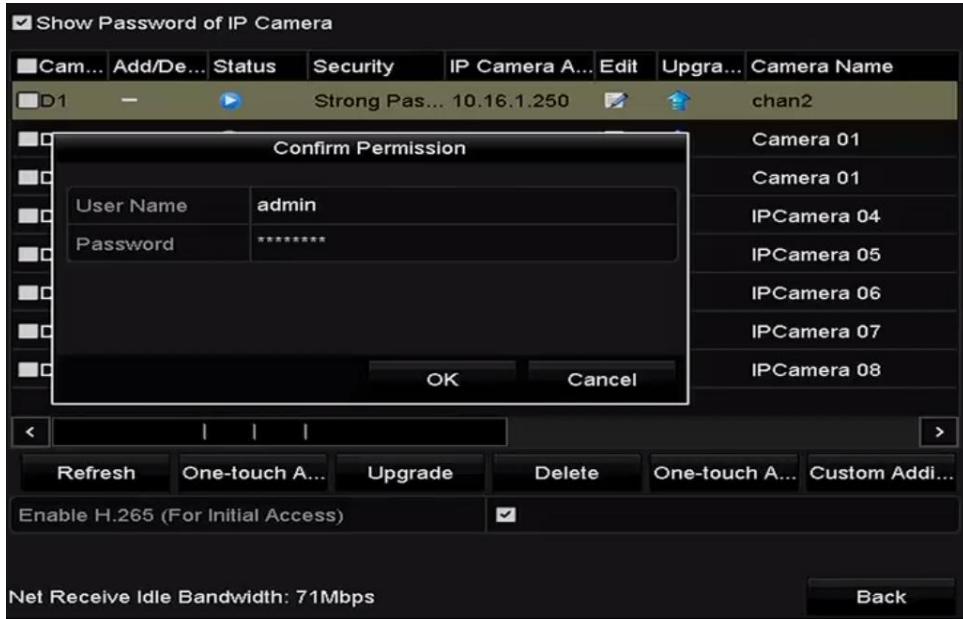 Show Password of IP Camera
Cam... Add/De... Status Security IP Camera A... Edit Upgra... Camera Name
D1 — Strong Pas... 10.16.1.250 chan2
Confirm Permission
Camera 01
Camera 01
User Name admin
IPCamera 04
Password ********
IPCamera 05
IPCamera 06
IPCamera 07
OK Cancel
IPCamera 08
< >
Refresh One-touch A... Upgrade Delete One-touch A... Custom Addi...
Enable H.265 (For Initial Access)
Net Receive Idle Bandwidth: 71Mbps
Back